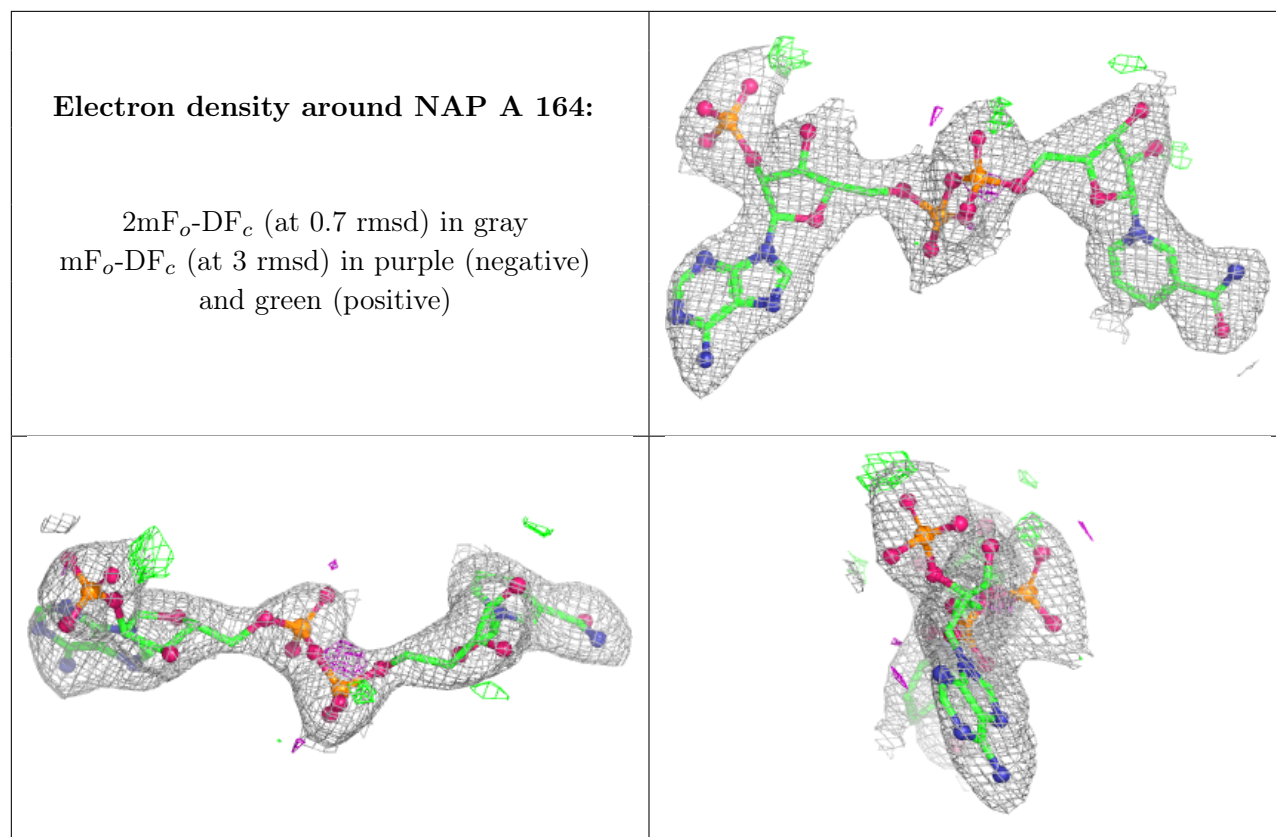 Electron density around NAP A 164:
2mFo-DFc (at 0.7 rmsd) in gray
mFo-DFc (at 3 rmsd) in purple (negative)
and green (positive)